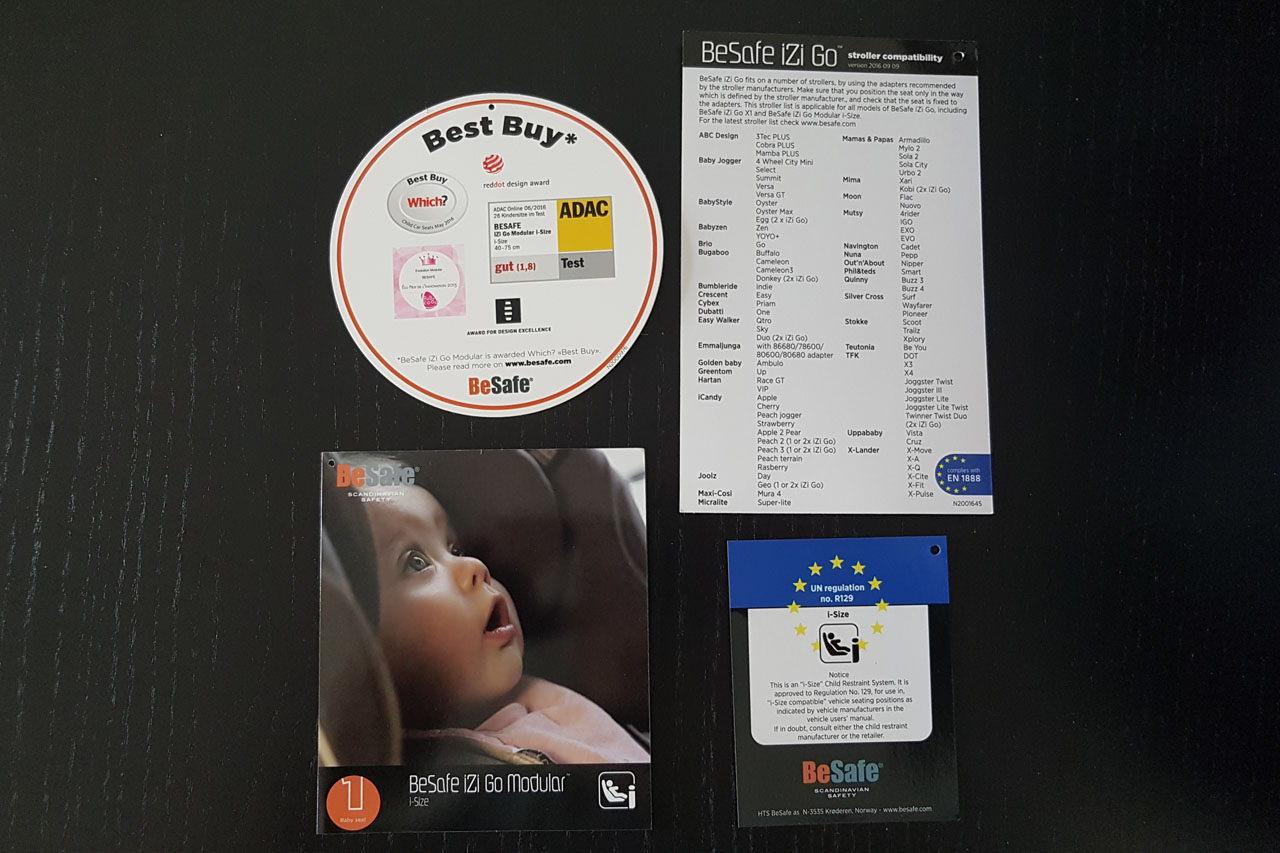 Best Buy*
reddot design award
Best Buy
Which?
Child Car Seats May 2016
ADAC Online 06/2016
26 Kindersitze im Test
BESAFE
iZi Go Modular i-Size
i-Size
40-75 cm
ADAC
gut (1,8)
Test
BESAFE
AWARD FOR DESIGN EXCELLENCE
*BeSafe iZi Go Modular is awarded Which? «Best Buy».
Please read more on www.besafe.com
BeSafe®
BeSafe iZi Go™ stroller compatibility
version 2016 09 09
BeSafe iZi Go fits on a number of strollers, by using the adapters recommended
by the stroller manufacturers. Make sure that you position the seat only in the way
which is defined by the stroller manufacturer, and check that the seat is fixed to
the adapters. This stroller list is applicable for all models of BeSafe iZi Go, including
BeSafe iZi Go X1 and BeSafe iZi Go Modular i-Size.
For the latest stroller list check www.besafe.com
ABC Design 3Tec PLUS
Cobra PLUS
Mamba PLUS
Baby Jogger 4 Wheel City Mini
Select
Summit
Versa
Versa GT
BabyStyle Oyster
Oyster Max
Egg (2 x iZi Go)
Babyzen Zen
YOYO+
Brio Go
Bugaboo Buffalo
Cameleon
Cameleon3
Donkey (2x iZi Go)
Bumbleride Indie
Crescent Easy
Cybex Priam
Dubatti One
Easy Walker Qtro
Sky
Duo (2x iZi Go)
Emmaljunga with 86680/78600/
80600/80680 adapter
Golden baby Ambulo
Greentom Up
Hartan Race GT
VIP
iCandy Apple
Cherry
Peach jogger
Strawberry
Apple 2 Pear
Peach 2 (1 or 2x iZi Go)
Peach 3 (1 or 2x iZi Go)
Peach terrain
Rasberry
Joolz Day
Geo (1 or 2x iZi Go)
Maxi-Cosi Mura 4
Micralite Super-lite
Mamas & Papas Armadillo
Mylo 2
Sola 2
Sola City
Urbo 2
Mima Xari
Kobi (2x iZi Go)
Moon Flac
Nuovo
Mutsy 4rider
IGO
EXO
EVO
Navington Cadet
Nuna Pepp
Out'n'About Nipper
Phil&teds Smart
Quinny Buzz 3
Buzz 4
Silver Cross Surf
Wayfarer
Pioneer
Stokke Scoot
Trailz
Xplory
Teutonia Be You
TFK DOT
X3
X4
Joggster Twist
Joggster III
Joggster Lite
Joggster Lite Twist
Twinner Twist Duo
(2x iZi Go)
Uppababy Vista
Cruz
X-Lander X-Move
X-A
X-Q
X-Cite
X-Fit
X-Pulse
complies with
EN 1888
N2001645
BeSafe®
SCANDINAVIAN
SAFETY
1
Baby seat
BeSafe iZi Go Modular™
i-Size
UN regulation
no. R129
i-Size
Notice
This is an "i-Size" Child Restraint System. It is
approved to Regulation No. 129, for use in,
"i-Size compatible" vehicle seating positions as
indicated by vehicle manufacturers in the
vehicle users' manual.
If in doubt, consult either the child restraint
manufacturer or the retailer.
BeSafe®
SCANDINAVIAN
SAFETY
HTS BeSafe as N-3535 Krøderen, Norway - www.besafe.com